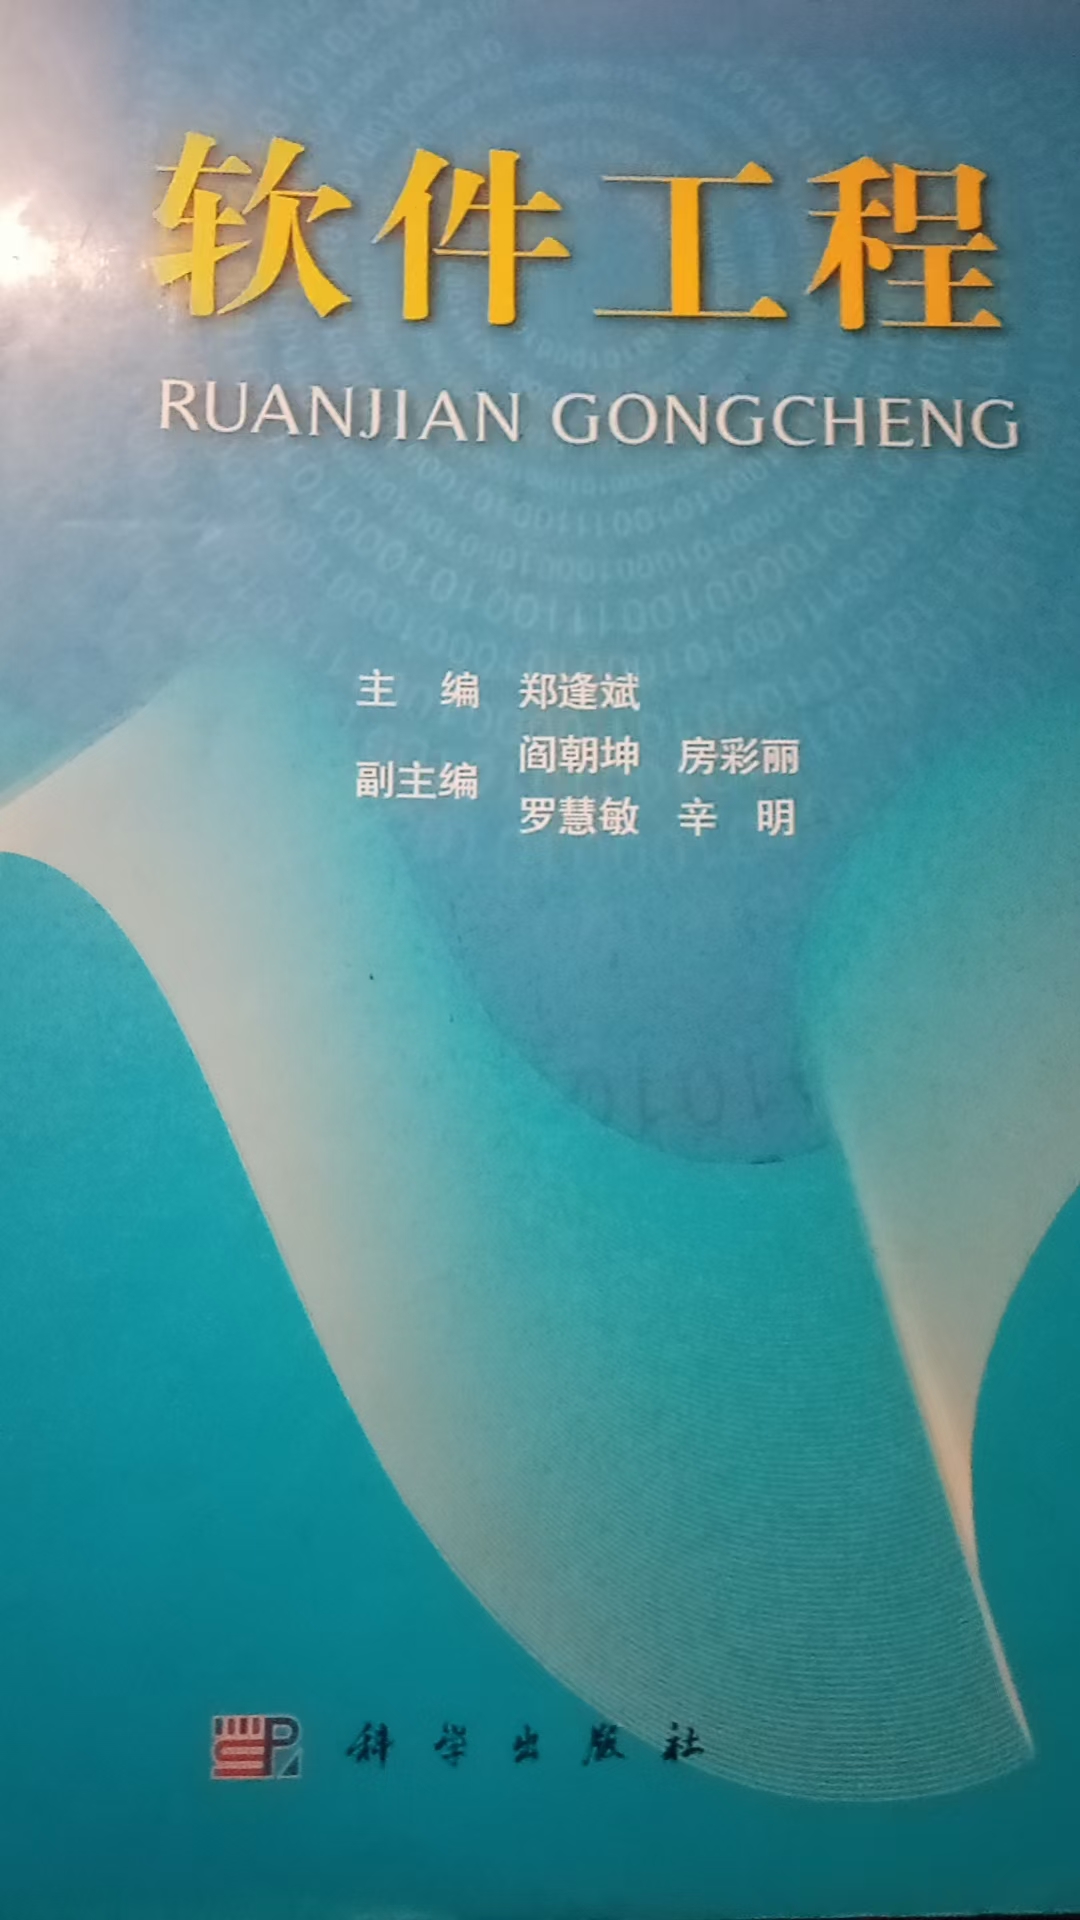 软件工程
RUANJIAN GONGCHENG
主 编 郑逢斌
副主编 阎朝坤 房彩丽
罗慧敏 辛 明
科学出版社